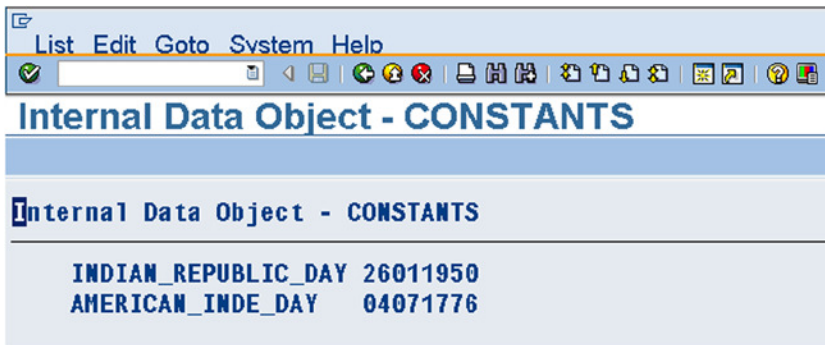 List Edit Goto System Help
Internal Data Object - CONSTANTS
Internal Data Object - CONSTANTS
INDIAN_REPUBLIC_DAY 26011950
AMERICAN_INDE_DAY 04071776